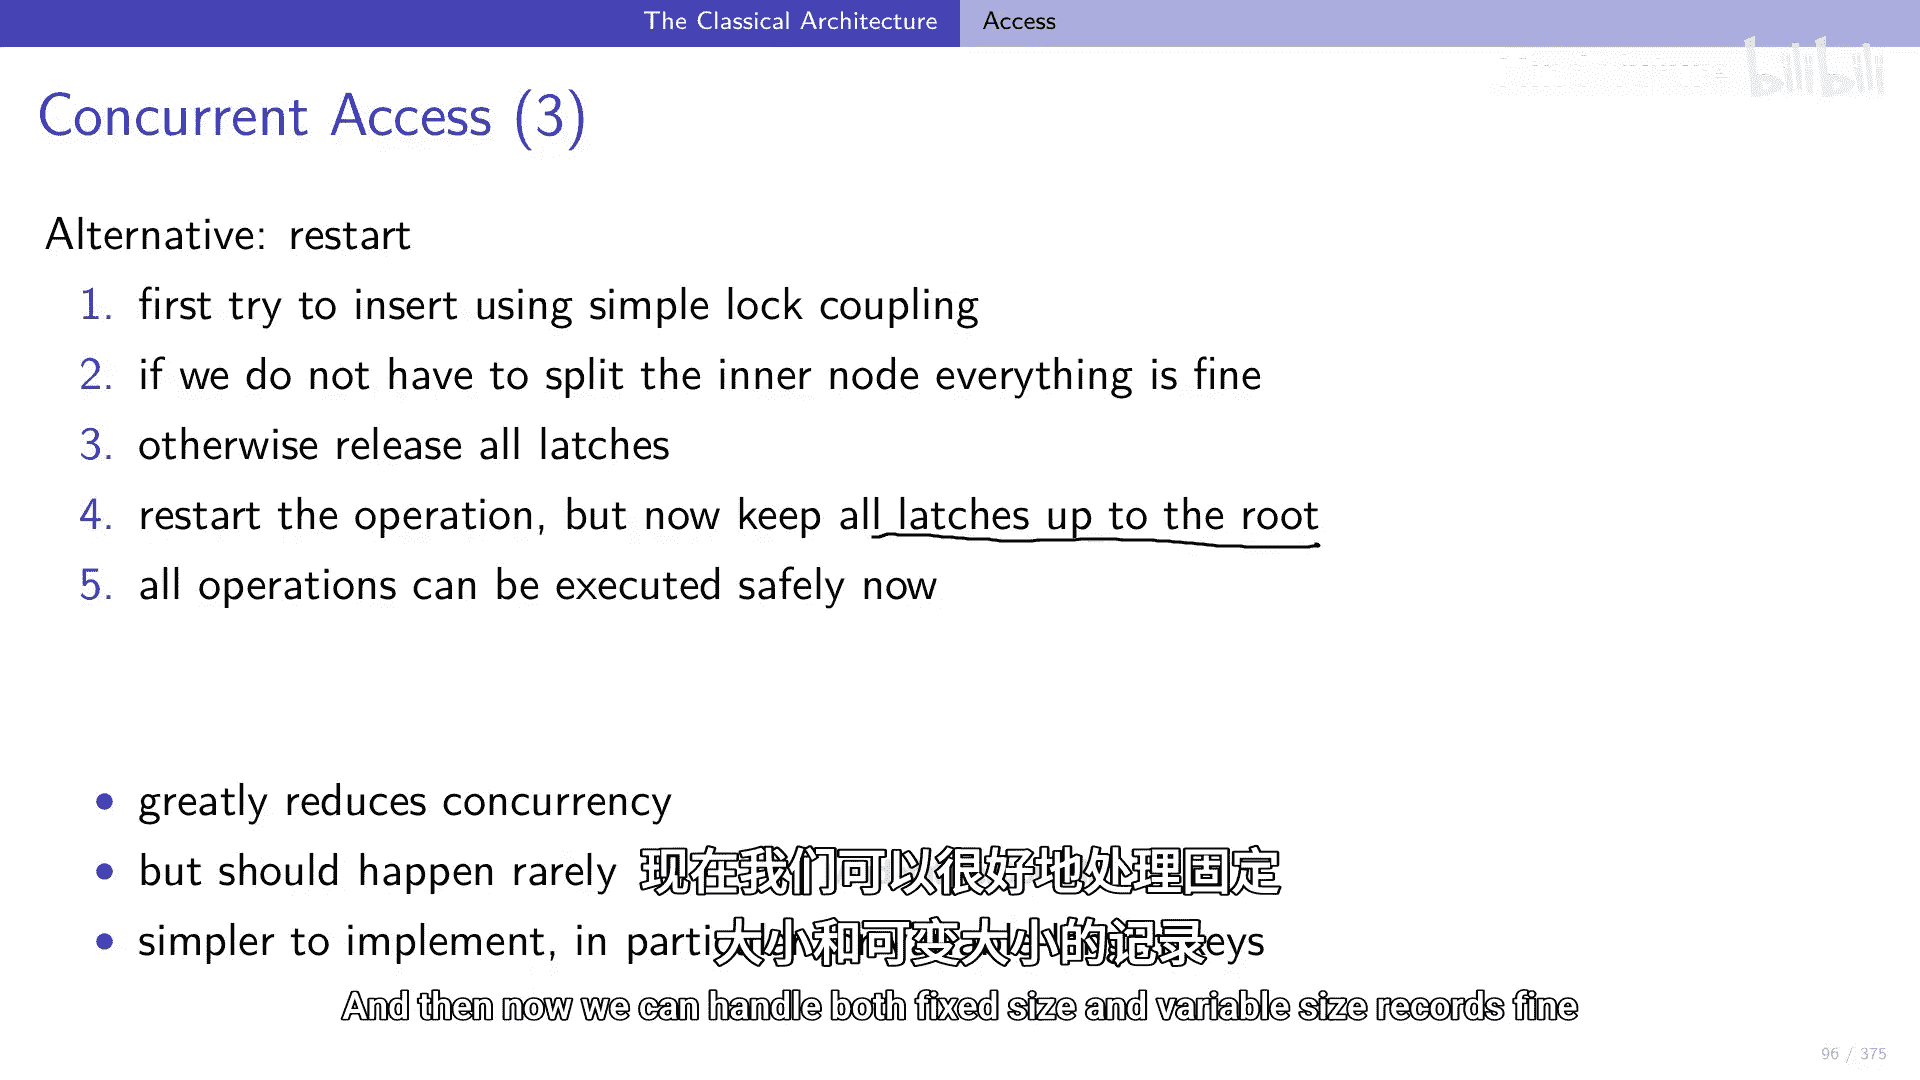 The Classical Architecture Access
bilibili
Concurrent Access (3)
Alternative: restart
1. first try to insert using simple lock coupling
2. if we do not have to split the inner node everything is fine
3. otherwise release all latches
4. restart the operation, but now keep all latches up to the root
5. all operations can be executed safely now
• greatly reduces concurrency
• but should happen rarely
现在我们可以很好地处理固定
• simpler to implement, in keys
大小和可变大小的记录
And then now we can handle both fixed size and variable size records fine
96 / 375